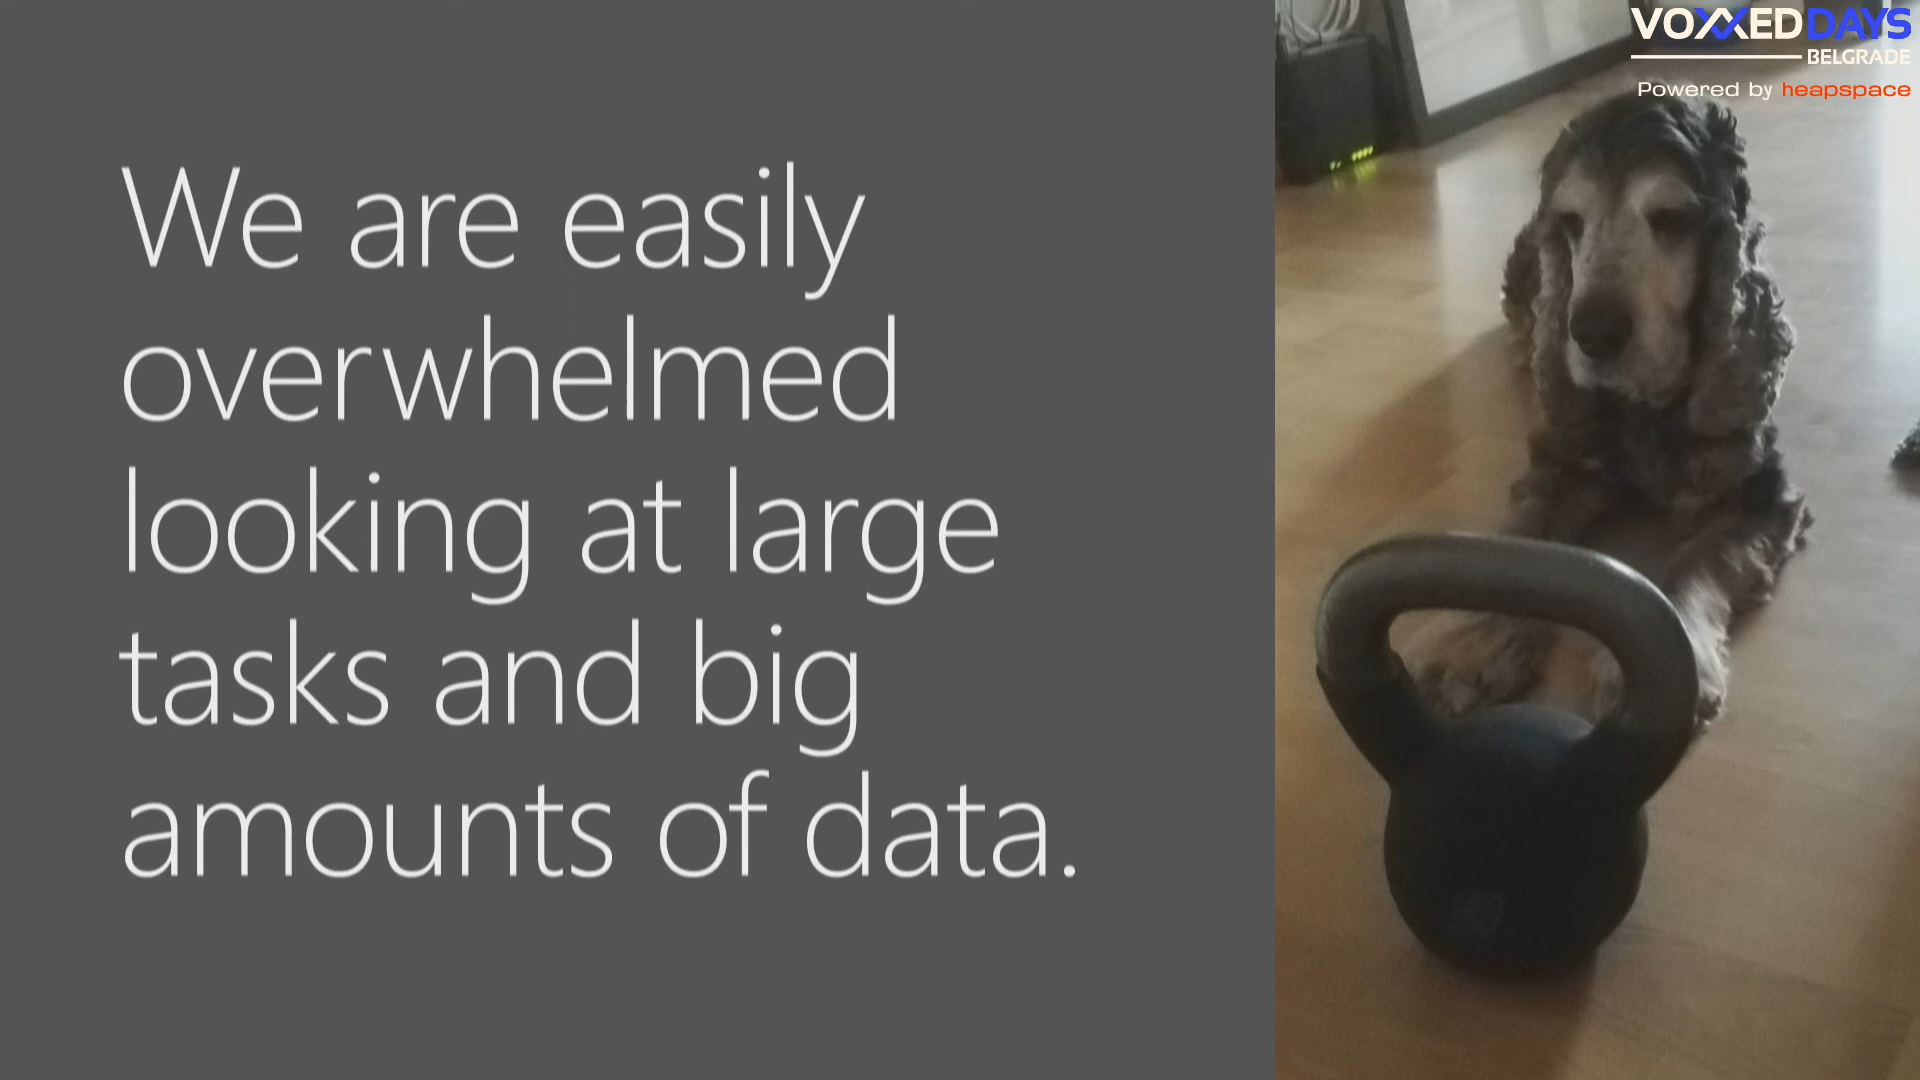 We are easily
overwhelmed
looking at large
tasks and big
amounts of data.
VOXXED DAYS
BELGRADE
Powered by heapspace